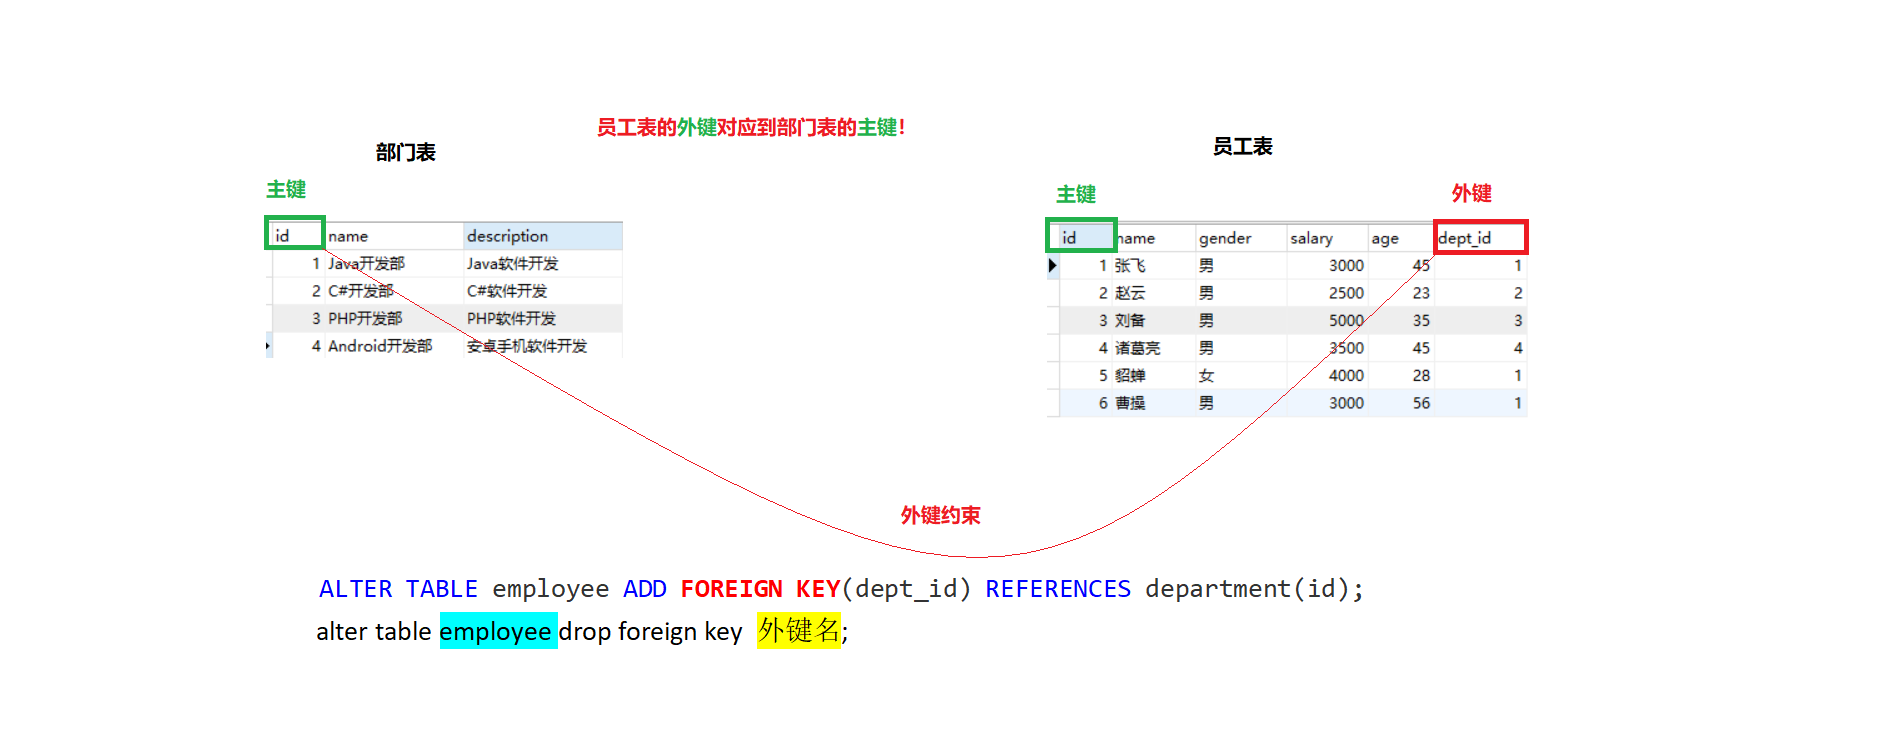 员工表的外键对应到部门表的主键！
部门表
员工表
主键
id name description
1 Java开发部 Java软件开发
2 C#开发部 C#软件开发
3 PHP开发部 PHP软件开发
4 Android开发部 安卓手机软件开发
主键 外键
id name gender salary age dept_id
1 张飞 男 3000 45 1
2 赵云 男 2500 23 2
3 刘备 男 5000 35 3
4 诸葛亮 男 3500 45 4
5 貂蝉 女 4000 28 1
6 曹操 男 3000 56 1
外键约束
ALTER TABLE employee ADD FOREIGN KEY(dept_id) REFERENCES department(id);
alter table employee drop foreign key 外键名;